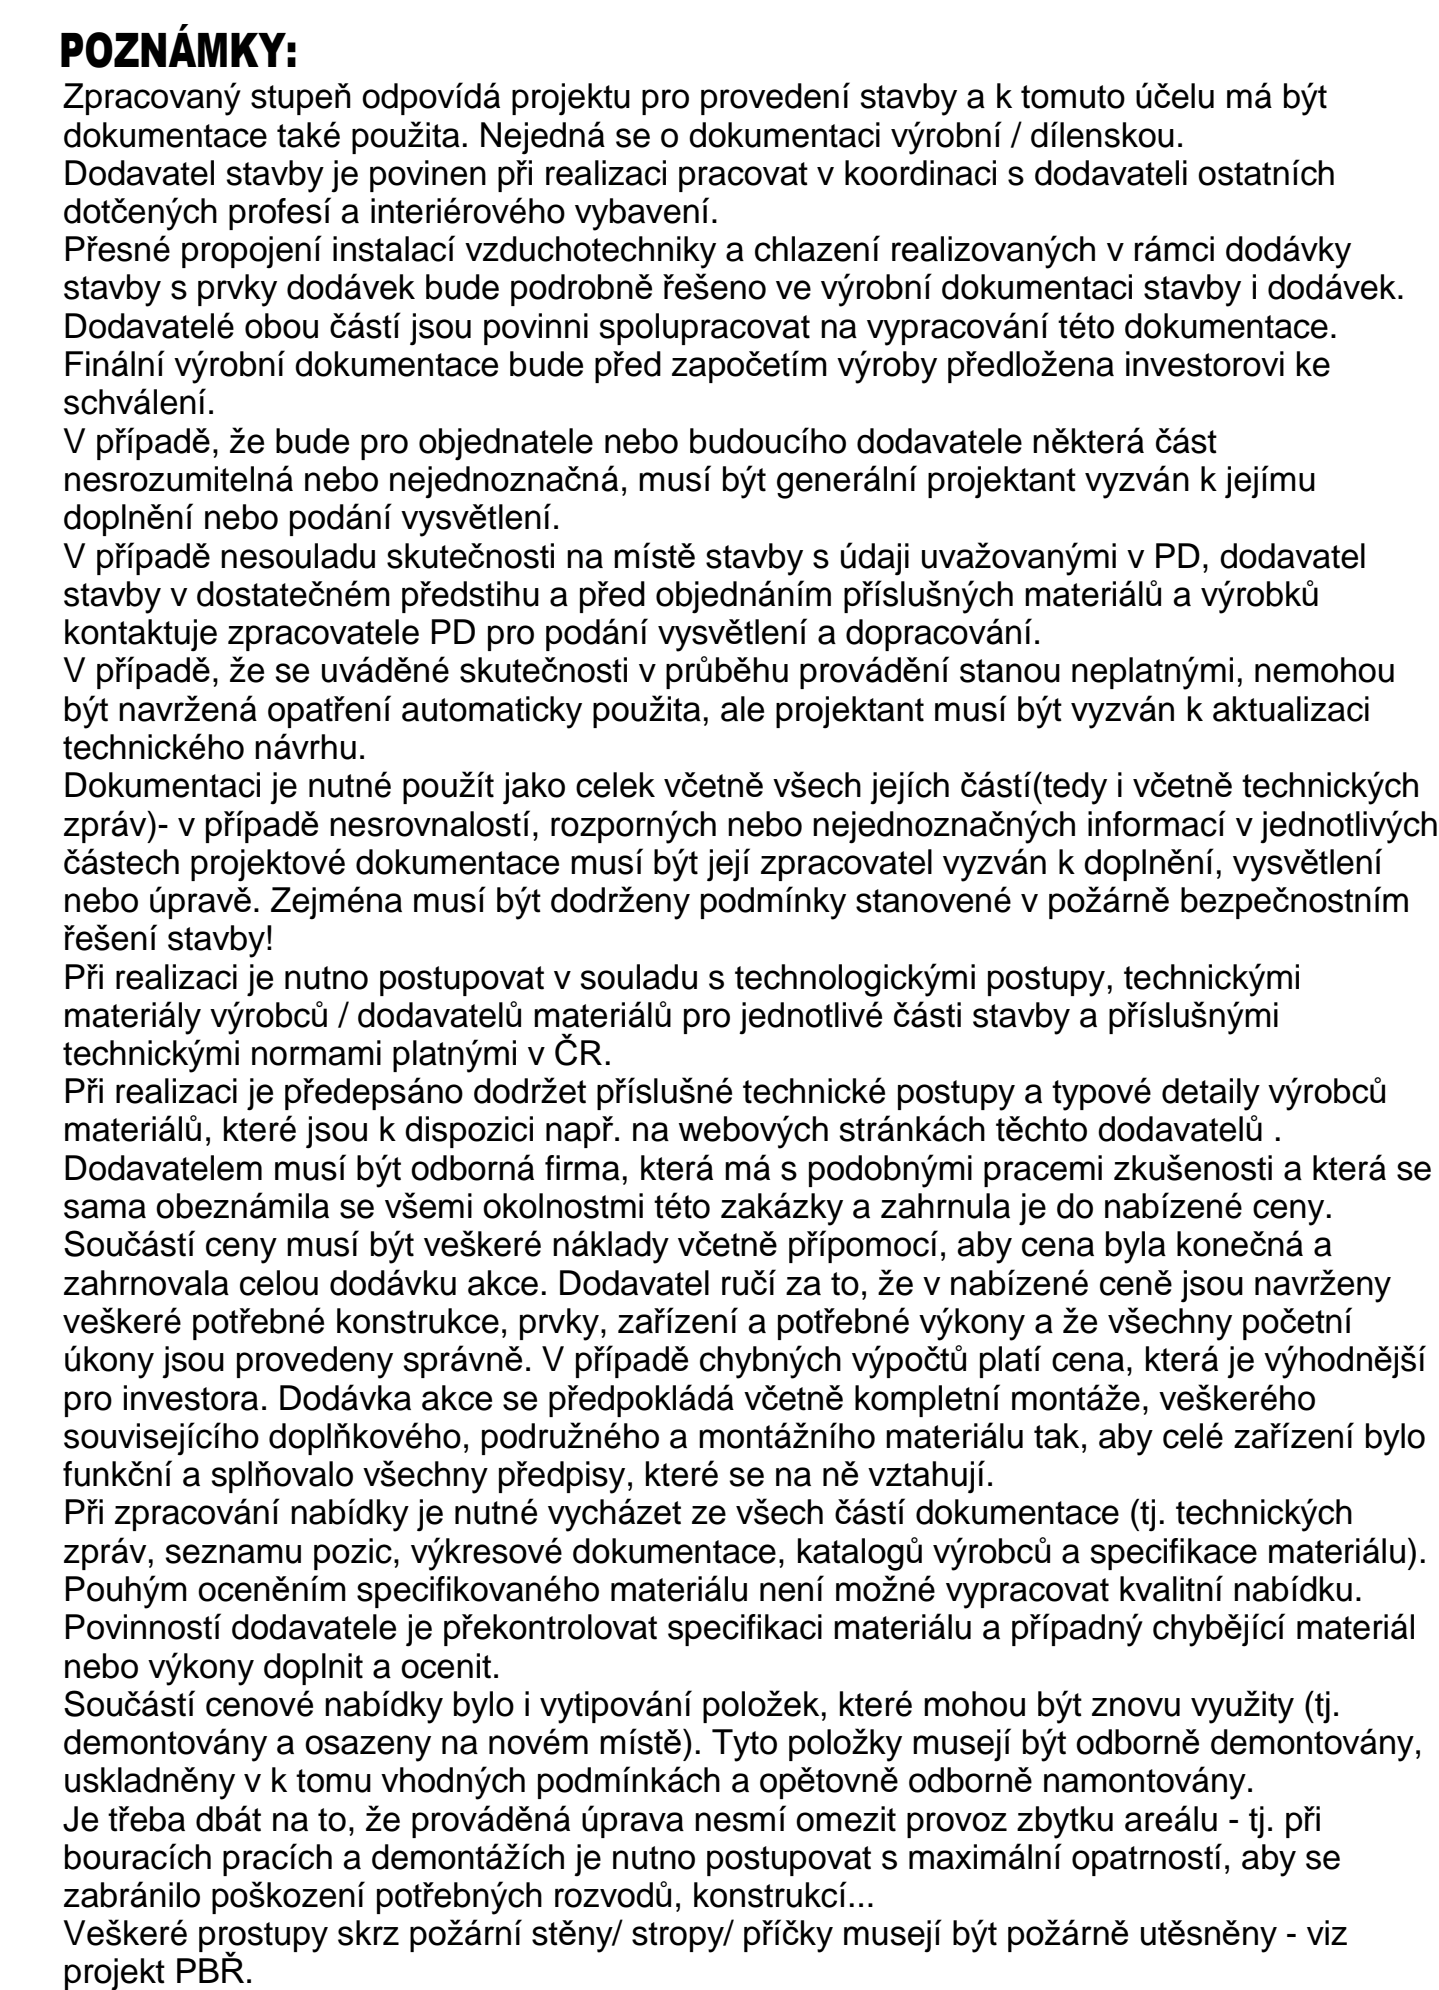 POZNÁMKY:
Zpracovaný stupeň odpovídá projektu pro provedení stavby a k tomuto účelu má být
dokumentace také použita. Nejedná se o dokumentaci výrobní / dílenskou.
Dodavatel stavby je povinen při realizaci pracovat v koordinaci s dodavateli ostatních
dotčených profesí a interiérového vybavení.
Přesné propojení instalací vzduchotechniky a chlazení realizovaných v rámci dodávky
stavby s prvky dodávek bude podrobně řešeno ve výrobní dokumentaci stavby i dodávek.
Dodavatelé obou částí jsou povinni spolupracovat na vypracování této dokumentace.
Finální výrobní dokumentace bude před započetím výroby předložena investorovi ke
schválení.
V případě, že bude pro objednatele nebo budoucího dodavatele některá část
nesrozumitelná nebo nejednoznačná, musí být generální projektant vyzván k jejímu
doplnění nebo podání vysvětlení.
V případě nesouladu skutečnosti na místě stavby s údaji uvažovanými v PD, dodavatel
stavby v dostatečném předstihu a před objednáním příslušných materiálů a výrobků
kontaktuje zpracovatele PD pro podání vysvětlení a dopracování.
V případě, že se uváděné skutečnosti v průběhu provádění stanou neplatnými, nemohou
být navržená opatření automaticky použita, ale projektant musí být vyzván k aktualizaci
technického návrhu.
Dokumentaci je nutné použít jako celek včetně všech jejích částí(tedy i včetně technických
zpráv)- v případě nesrovnalostí, rozporných nebo nejednoznačných informací v jednotlivých
částech projektové dokumentace musí být její zpracovatel vyzván k doplnění, vysvětlení
nebo úpravě. Zejména musí být dodrženy podmínky stanovené v požárně bezpečnostním
řešení stavby!
Při realizaci je nutno postupovat v souladu s technologickými postupy, technickými
materiály výrobců / dodavatelů materiálů pro jednotlivé části stavby a příslušnými
technickými normami platnými v ČR.
Při realizaci je předepsáno dodržet příslušné technické postupy a typové detaily výrobců
materiálů, které jsou k dispozici např. na webových stránkách těchto dodavatelů .
Dodavatelem musí být odborná firma, která má s podobnými pracemi zkušenosti a která se
sama obeznámila se všemi okolnostmi této zakázky a zahrnula je do nabízené ceny.
Součástí ceny musí být veškeré náklady včetně přípomocí, aby cena byla konečná a
zahrnovala celou dodávku akce. Dodavatel ručí za to, že v nabízené ceně jsou navrženy
veškeré potřebné konstrukce, prvky, zařízení a potřebné výkony a že všechny početní
úkony jsou provedeny správně. V případě chybných výpočtů platí cena, která je výhodnější
pro investora. Dodávka akce se předpokládá včetně kompletní montáže, veškerého
souvisejícího doplňkového, podružného a montážního materiálu tak, aby celé zařízení bylo
funkční a splňovalo všechny předpisy, které se na ně vztahují.
Při zpracování nabídky je nutné vycházet ze všech částí dokumentace (tj. technických
zpráv, seznamu pozic, výkresové dokumentace, katalogů výrobců a specifikace materiálu).
Pouhým oceněním specifikovaného materiálu není možné vypracovat kvalitní nabídku.
Povinností dodavatele je překontrolovat specifikaci materiálu a případný chybějící materiál
nebo výkony doplnit a ocenit.
Součástí cenové nabídky bylo i vytipování položek, které mohou být znovu využity (tj.
demontovány a osazeny na novém místě). Tyto položky musejí být odborně demontovány,
uskladněny v k tomu vhodných podmínkách a opětovně odborně namontovány.
Je třeba dbát na to, že prováděná úprava nesmí omezit provoz zbytku areálu - tj. při
bouracích pracích a demontážích je nutno postupovat s maximální opatrností, aby se
zabránilo poškození potřebných rozvodů, konstrukcí...
Veškeré prostupy skrz požární stěny/ stropy/ příčky musejí být požárně utěsněny - viz
projekt PBŘ.